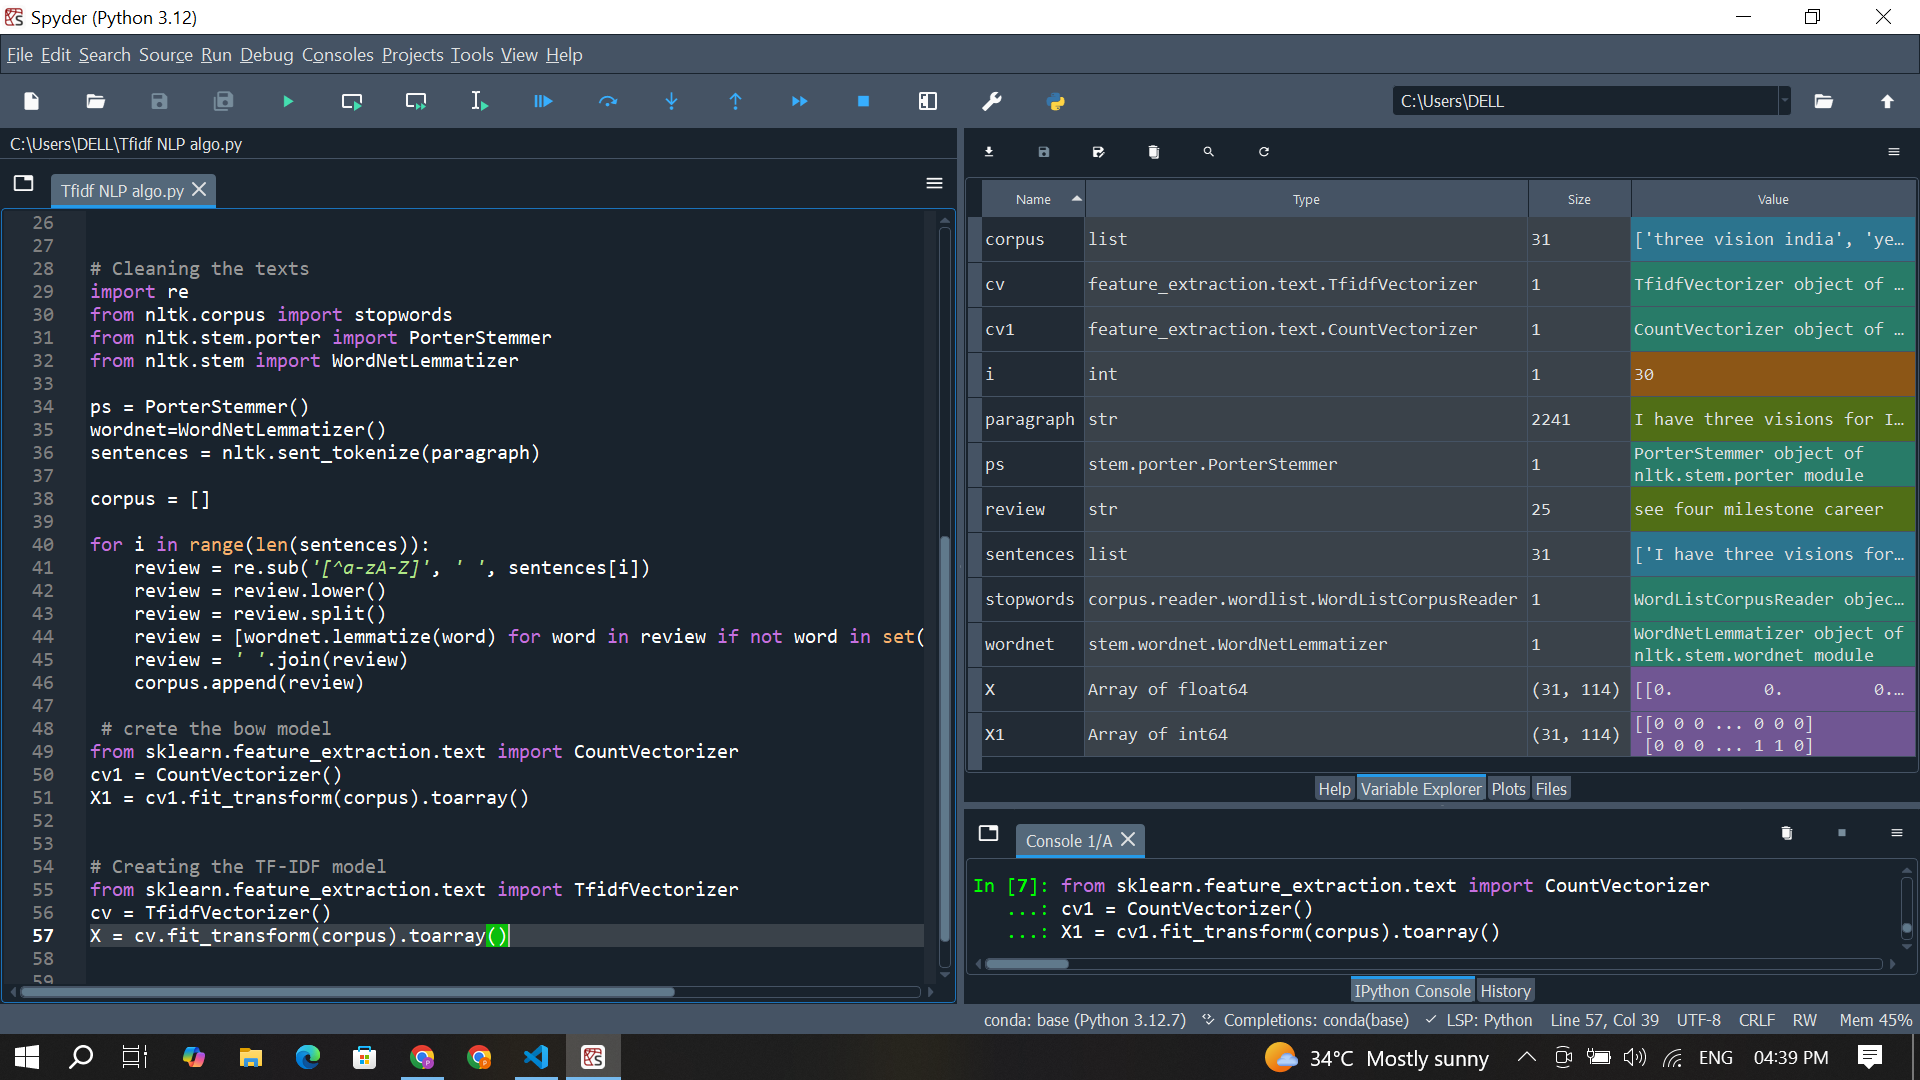 Spyder (Python 3.12)
File Edit Search Source Run Debug Consoles Projects Tools View Help
C:\Users\DELL
C:\Users\DELL\Tfidf NLP algo.py
Tfidf NLP algo.py
26
27
28 # Cleaning the texts
29 import re
30 from nltk.corpus import stopwords
31 from nltk.stem.porter import PorterStemmer
32 from nltk.stem import WordNetLemmatizer
33
34 ps = PorterStemmer()
35 wordnet=WordNetLemmatizer()
36 sentences = nltk.sent_tokenize(paragraph)
37
38 corpus = []
39
40 for i in range(len(sentences)):
41     review = re.sub('[^a-zA-Z]', ' ', sentences[i])
42     review = review.lower()
43     review = review.split()
44     review = [wordnet.lemmatize(word) for word in review if not word in set(
45     review = ' '.join(review)
46     corpus.append(review)
47
48  # crete the bow model
49 from sklearn.feature_extraction.text import CountVectorizer
50 cv1 = CountVectorizer()
51 X1 = cv1.fit_transform(corpus).toarray()
52
53
54 # Creating the TF-IDF model
55 from sklearn.feature_extraction.text import TfidfVectorizer
56 cv = TfidfVectorizer()
57 X = cv.fit_transform(corpus).toarray()
58
59
Name Type Size Value
corpus list 31 ['three vision india', 'ye…
cv feature_extraction.text.TfidfVectorizer 1 TfidfVectorizer object of …
cv1 feature_extraction.text.CountVectorizer 1 CountVectorizer object of …
i int 1 30
paragraph str 2241 I have three visions for I…
ps stem.porter.PorterStemmer 1 PorterStemmer object of
nltk.stem.porter module
review str 25 see four milestone career
sentences list 31 ['I have three visions for…
stopwords corpus.reader.wordlist.WordListCorpusReader 1 WordListCorpusReader objec…
wordnet stem.wordnet.WordNetLemmatizer 1 WordNetLemmatizer object of
nltk.stem.wordnet module
X Array of float64 (31, 114) [[0. 0. 0.…
X1 Array of int64 (31, 114) [[0 0 0 ... 0 0 0]
[0 0 0 ... 1 1 0]
Help Variable Explorer Plots Files
Console 1/A
In [7]: from sklearn.feature_extraction.text import CountVectorizer
...: cv1 = CountVectorizer()
...: X1 = cv1.fit_transform(corpus).toarray()
IPython Console History
conda: base (Python 3.12.7) Completions: conda(base) LSP: Python Line 57, Col 39 UTF-8 CRLF RW Mem 45%
34°C Mostly sunny ENG 04:39 PM